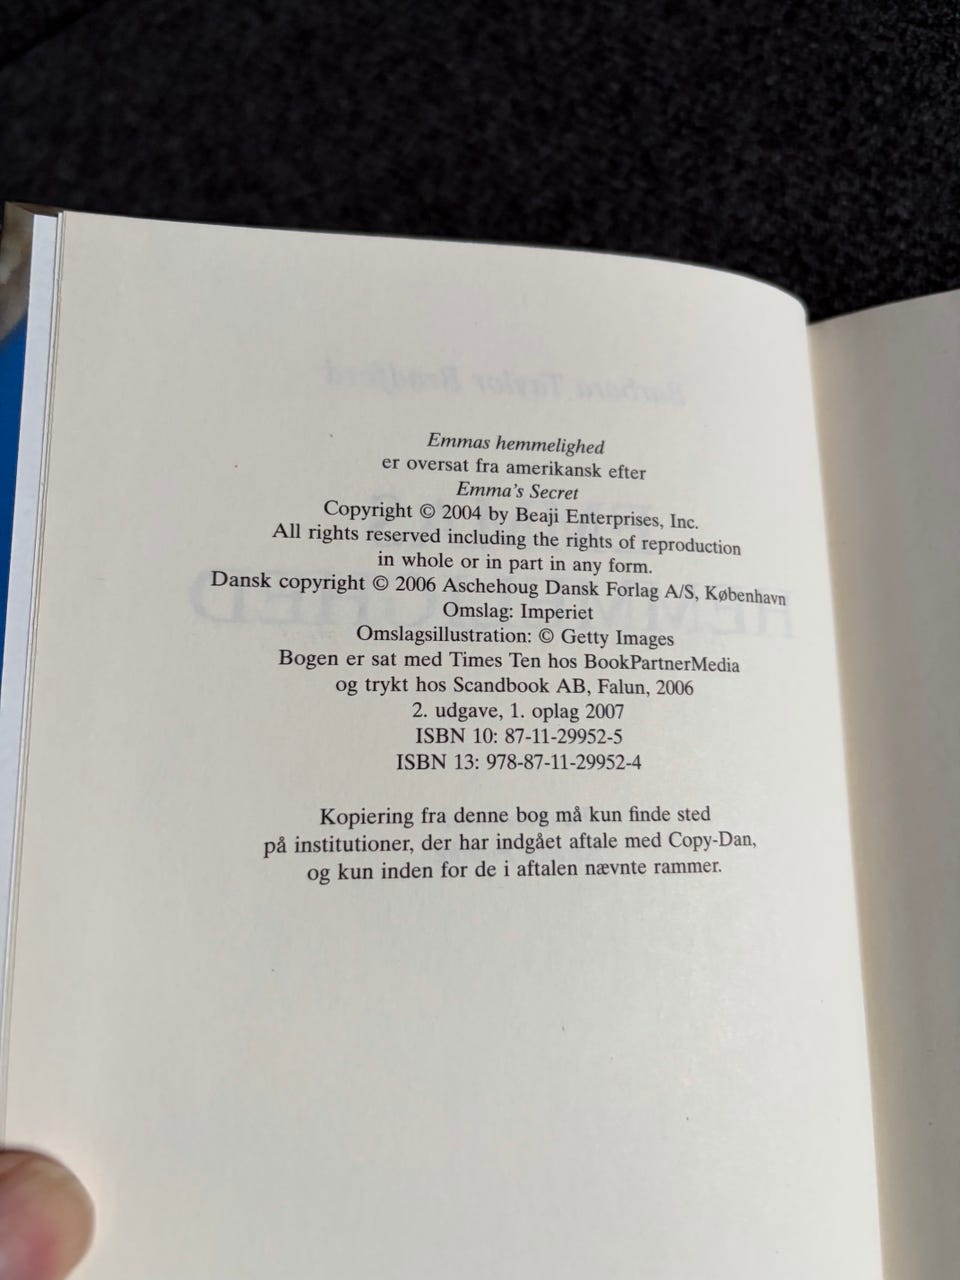 Barbara Taylor Bradford
Emmas hemmelighed
er oversat fra amerikansk efter
Emma's Secret
Copyright © 2004 by Beaji Enterprises, Inc.
All rights reserved including the rights of reproduction
in whole or in part in any form.
Dansk copyright © 2006 Aschehoug Dansk Forlag A/S, København
Omslag: Imperiet
Omslagsillustration: © Getty Images
Bogen er sat med Times Ten hos BookPartnerMedia
og trykt hos Scandbook AB, Falun, 2006
2. udgave, 1. oplag 2007
ISBN 10: 87-11-29952-5
ISBN 13: 978-87-11-29952-4
Kopiering fra denne bog må kun finde sted
på institutioner, der har indgået aftale med Copy-Dan,
og kun inden for de i aftalen nævnte rammer.